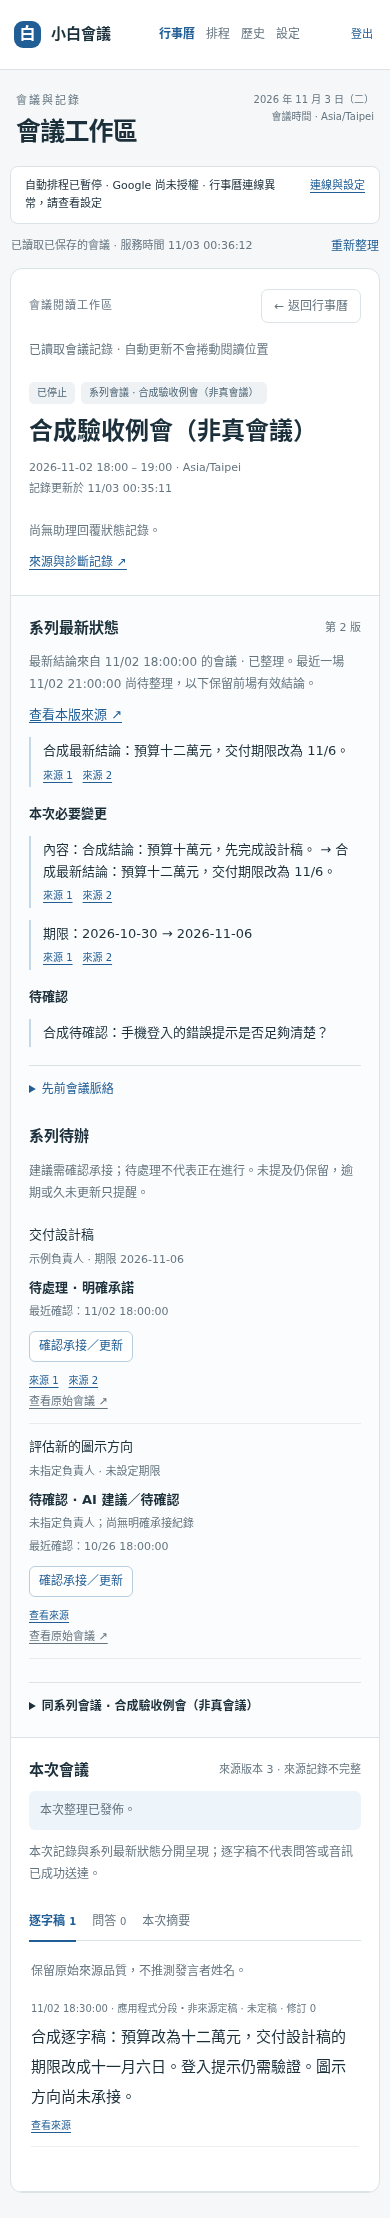 白 小白會議 行事曆 排程 歷史 設定 登出
會議與記錄
會議工作區
2026 年 11 月 3 日（二）
會議時間 · Asia/Taipei
自動排程已暫停 · Google 尚未授權 · 行事曆連線異
常，請查看設定
連線與設定
已讀取已保存的會議 · 服務時間 11/03 00:36:12 重新整理
會議閱讀工作區 ← 返回行事曆
已讀取會議記錄 · 自動更新不會捲動閱讀位置
已停止 系列會議 · 合成驗收例會（非真會議）
合成驗收例會（非真會議）
2026-11-02 18:00 – 19:00 · Asia/Taipei
記錄更新於 11/03 00:35:11
尚無助理回覆狀態記錄。
來源與診斷記錄 ↗
系列最新狀態 第 2 版
最新結論來自 11/02 18:00:00 的會議 · 已整理。最近一場
11/02 21:00:00 尚待整理，以下保留前場有效結論。
查看本版來源 ↗
合成最新結論：預算十二萬元，交付期限改為 11/6。
來源 1 來源 2
本次必要變更
內容：合成結論：預算十萬元，先完成設計稿。 → 合
成最新結論：預算十二萬元，交付期限改為 11/6。
來源 1 來源 2
期限：2026-10-30 → 2026-11-06
來源 1 來源 2
待確認
合成待確認：手機登入的錯誤提示是否足夠清楚？
▶ 先前會議脈絡
系列待辦
建議需確認承接；待處理不代表正在進行。未提及仍保留，逾
期或久未更新只提醒。
交付設計稿
示例負責人 · 期限 2026-11-06
待處理 · 明確承諾
最近確認：11/02 18:00:00
確認承接／更新
來源 1 來源 2
查看原始會議 ↗
評估新的圖示方向
未指定負責人 · 未設定期限
待確認 · AI 建議／待確認
未指定負責人；尚無明確承接紀錄
最近確認：10/26 18:00:00
確認承接／更新
查看來源
查看原始會議 ↗
▶ 同系列會議 · 合成驗收例會（非真會議）
本次會議 來源版本 3 · 來源記錄不完整
本次整理已發佈。
本次記錄與系列最新狀態分開呈現；逐字稿不代表問答或音訊
已成功送達。
逐字稿 1 問答 0 本次摘要
保留原始來源品質，不推測發言者姓名。
11/02 18:30:00 · 應用程式分段 · 非來源定稿 · 未定稿 · 修訂 0
合成逐字稿：預算改為十二萬元，交付設計稿的
期限改成十一月六日。登入提示仍需驗證。圖示
方向尚未承接。
查看來源